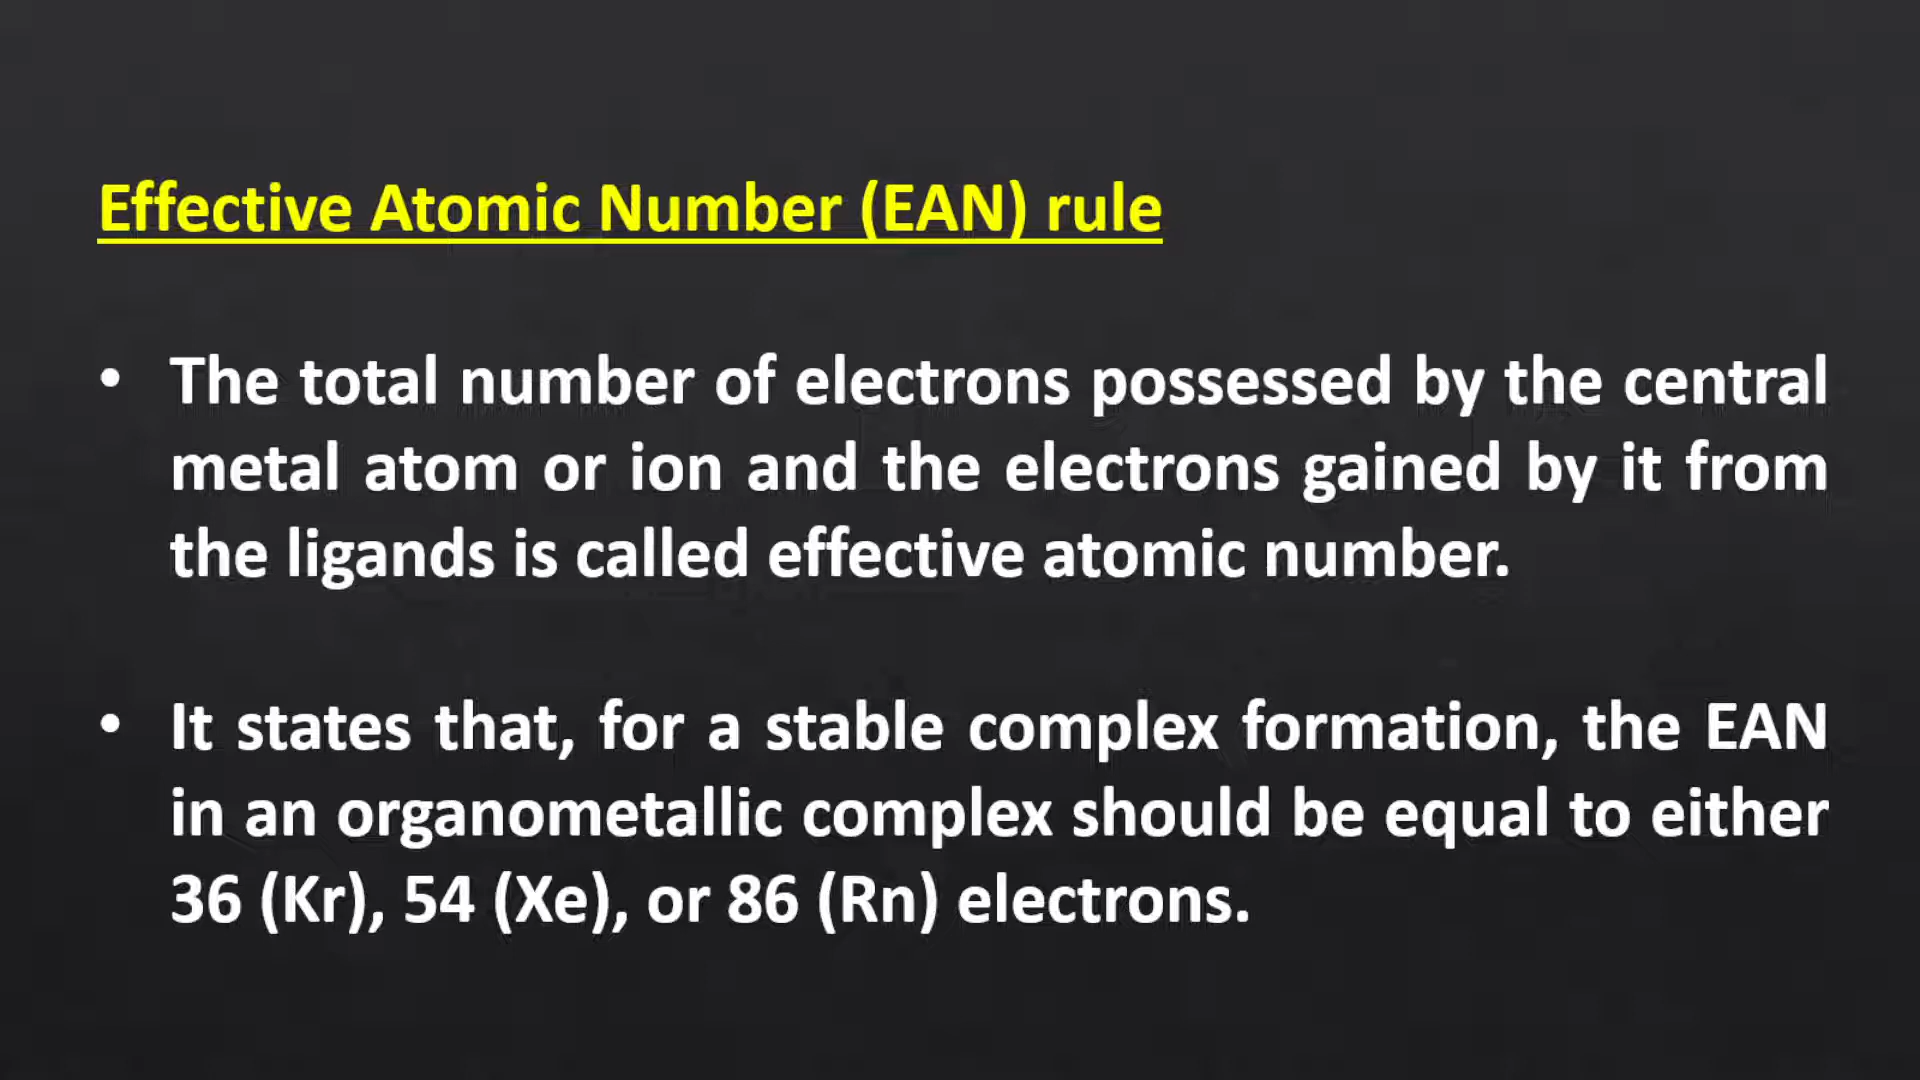 Effective Atomic Number (EAN) rule
• The total number of electrons possessed by the central
metal atom or ion and the electrons gained by it from
the ligands is called effective atomic number.
• It states that, for a stable complex formation, the EAN
in an organometallic complex should be equal to either
36 (Kr), 54 (Xe), or 86 (Rn) electrons.